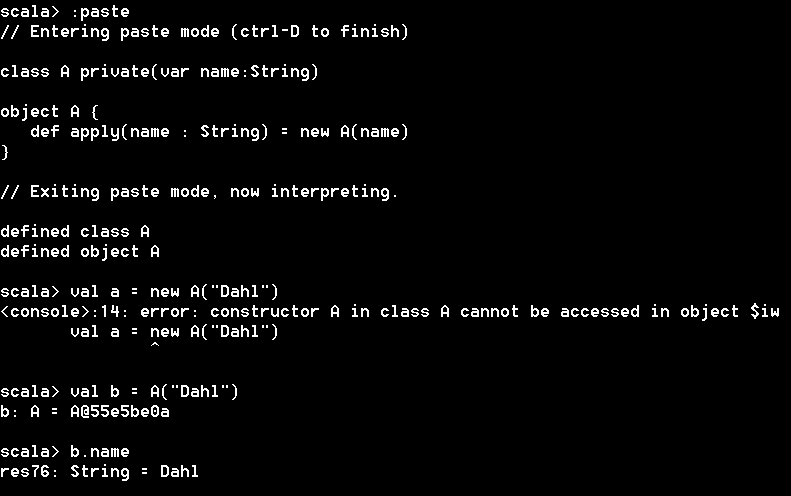 scala> :paste
// Entering paste mode (ctrl-D to finish)
class A private(var name:String)
object A {
   def apply(name : String) = new A(name)
}
// Exiting paste mode, now interpreting.
defined class A
defined object A
scala> val a = new A("Dahl")
<console>:14: error: constructor A in class A cannot be accessed in object $iw
       val a = new A("Dahl")
               ^
scala> val b = A("Dahl")
b: A = A@55e5be0a
scala> b.name
res76: String = Dahl